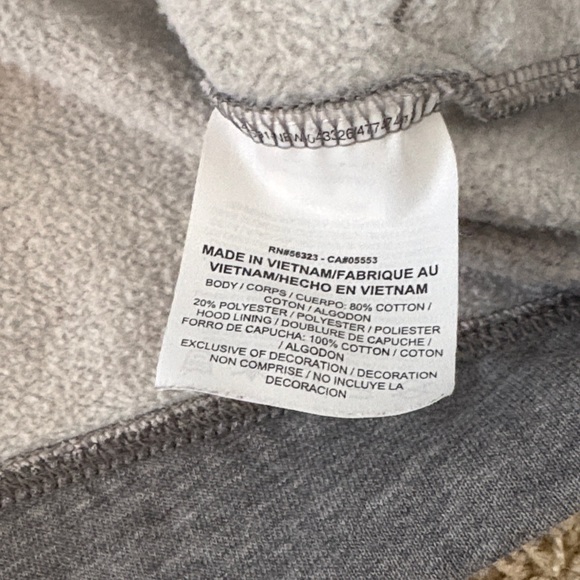 RN#56323 - CA#05553
MADE IN VIETNAM/FABRIQUE AU
VIETNAM/HECHO EN VIETNAM
BODY / CORPS / CUERPO: 80% COTTON /
COTON / ALGODON
20% POLYESTER / POLYESTER / POLIESTER
HOOD LINING / DOUBLURE DE CAPUCHE /
FORRO DE CAPUCHA: 100% COTTON / COTON
/ ALGODON
EXCLUSIVE OF DECORATION / DECORATION
NON COMPRISE / NO INCLUYE LA
DECORACION